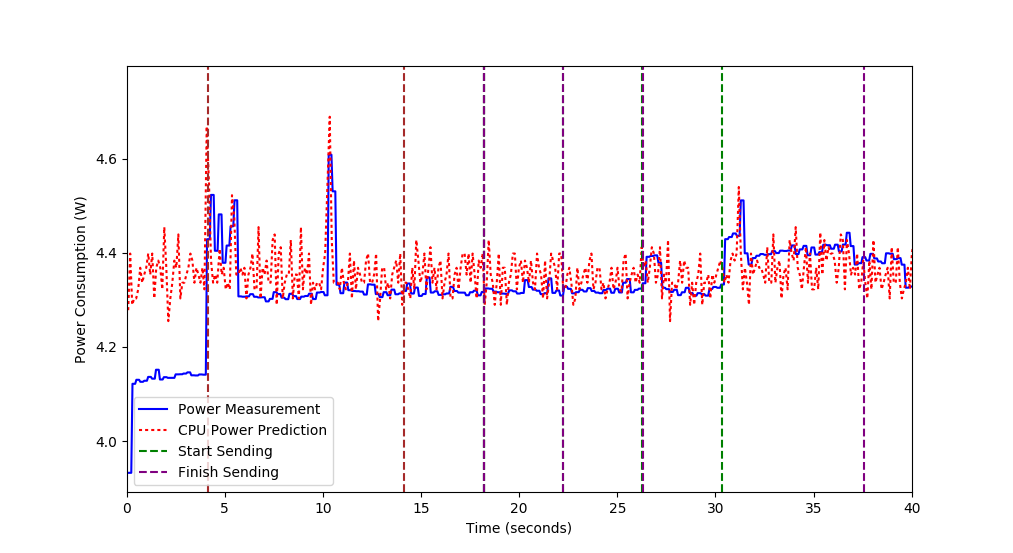 Power Consumption (W)
4.6
4.4
4.2
4.0
Power Measurement
CPU Power Prediction
Start Sending
Finish Sending
0 5 10 15 20 25 30 35 40
Time (seconds)